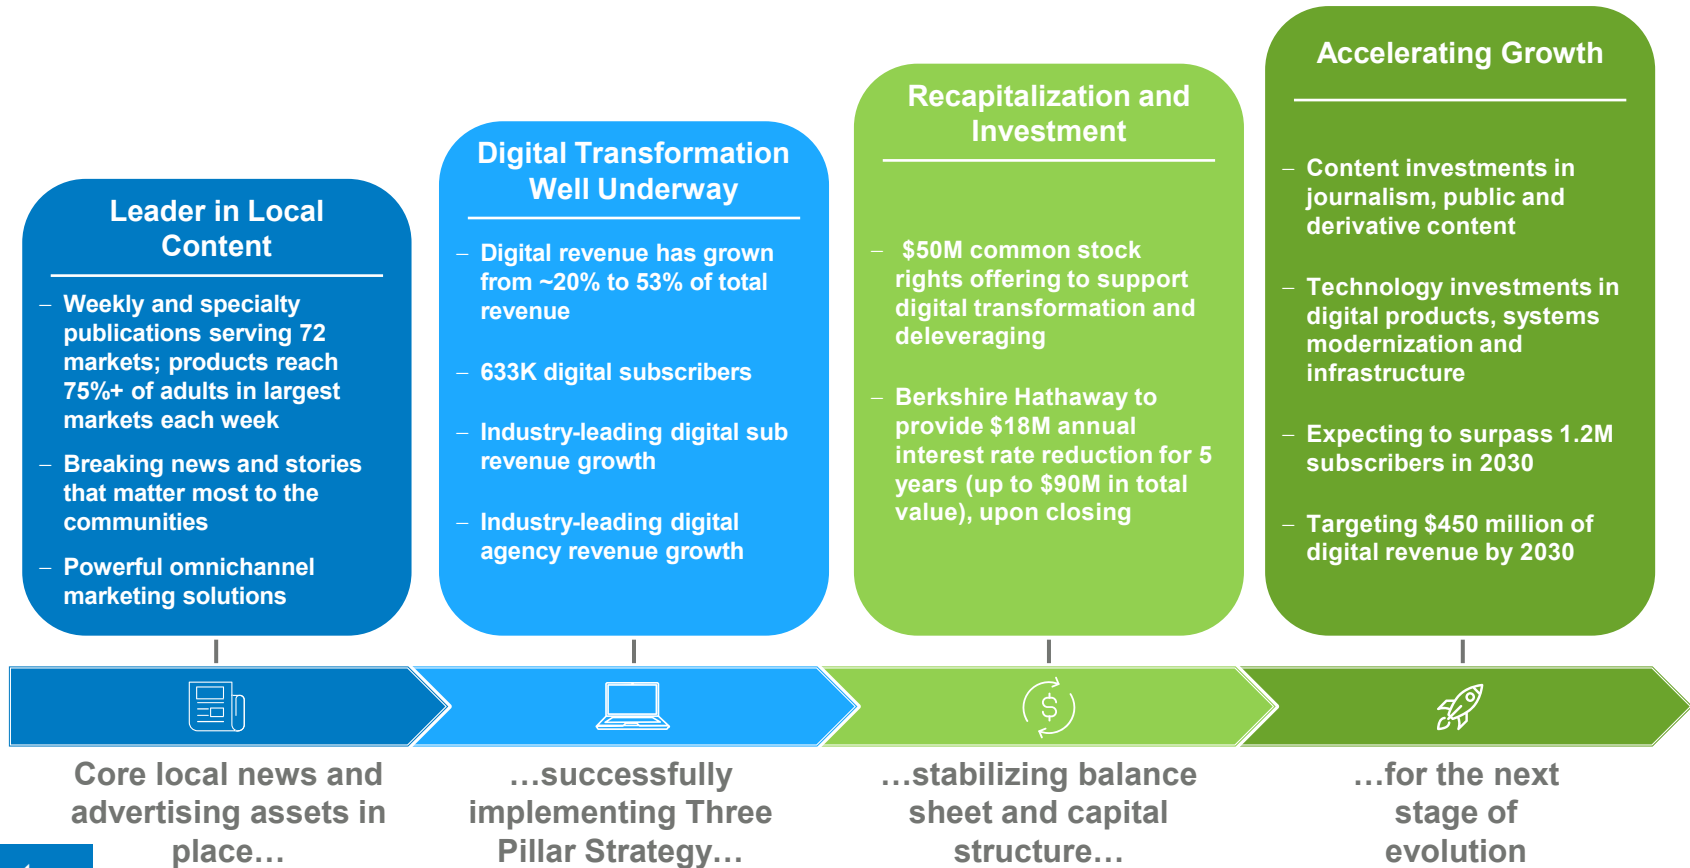 Leader in Local
Content
– Weekly and specialty
publications serving 72
markets; products reach
75%+ of adults in largest
markets each week
– Breaking news and stories
that matter most to the
communities
– Powerful omnichannel
marketing solutions
Core local news and
advertising assets in
place…
Digital Transformation
Well Underway
– Digital revenue has grown
from ~20% to 53% of total
revenue
– 633K digital subscribers
– Industry-leading digital sub
revenue growth
– Industry-leading digital
agency revenue growth
…successfully
implementing Three
Pillar Strategy…
Recapitalization and
Investment
– $50M common stock
rights offering to support
digital transformation and
deleveraging
– Berkshire Hathaway to
provide $18M annual
interest rate reduction for 5
years (up to $90M in total
value), upon closing
$
…stabilizing balance
sheet and capital
structure…
Accelerating Growth
– Content investments in
journalism, public and
derivative content
– Technology investments in
digital products, systems
modernization and
infrastructure
– Expecting to surpass 1.2M
subscribers in 2030
– Targeting $450 million of
digital revenue by 2030
…for the next
stage of
evolution